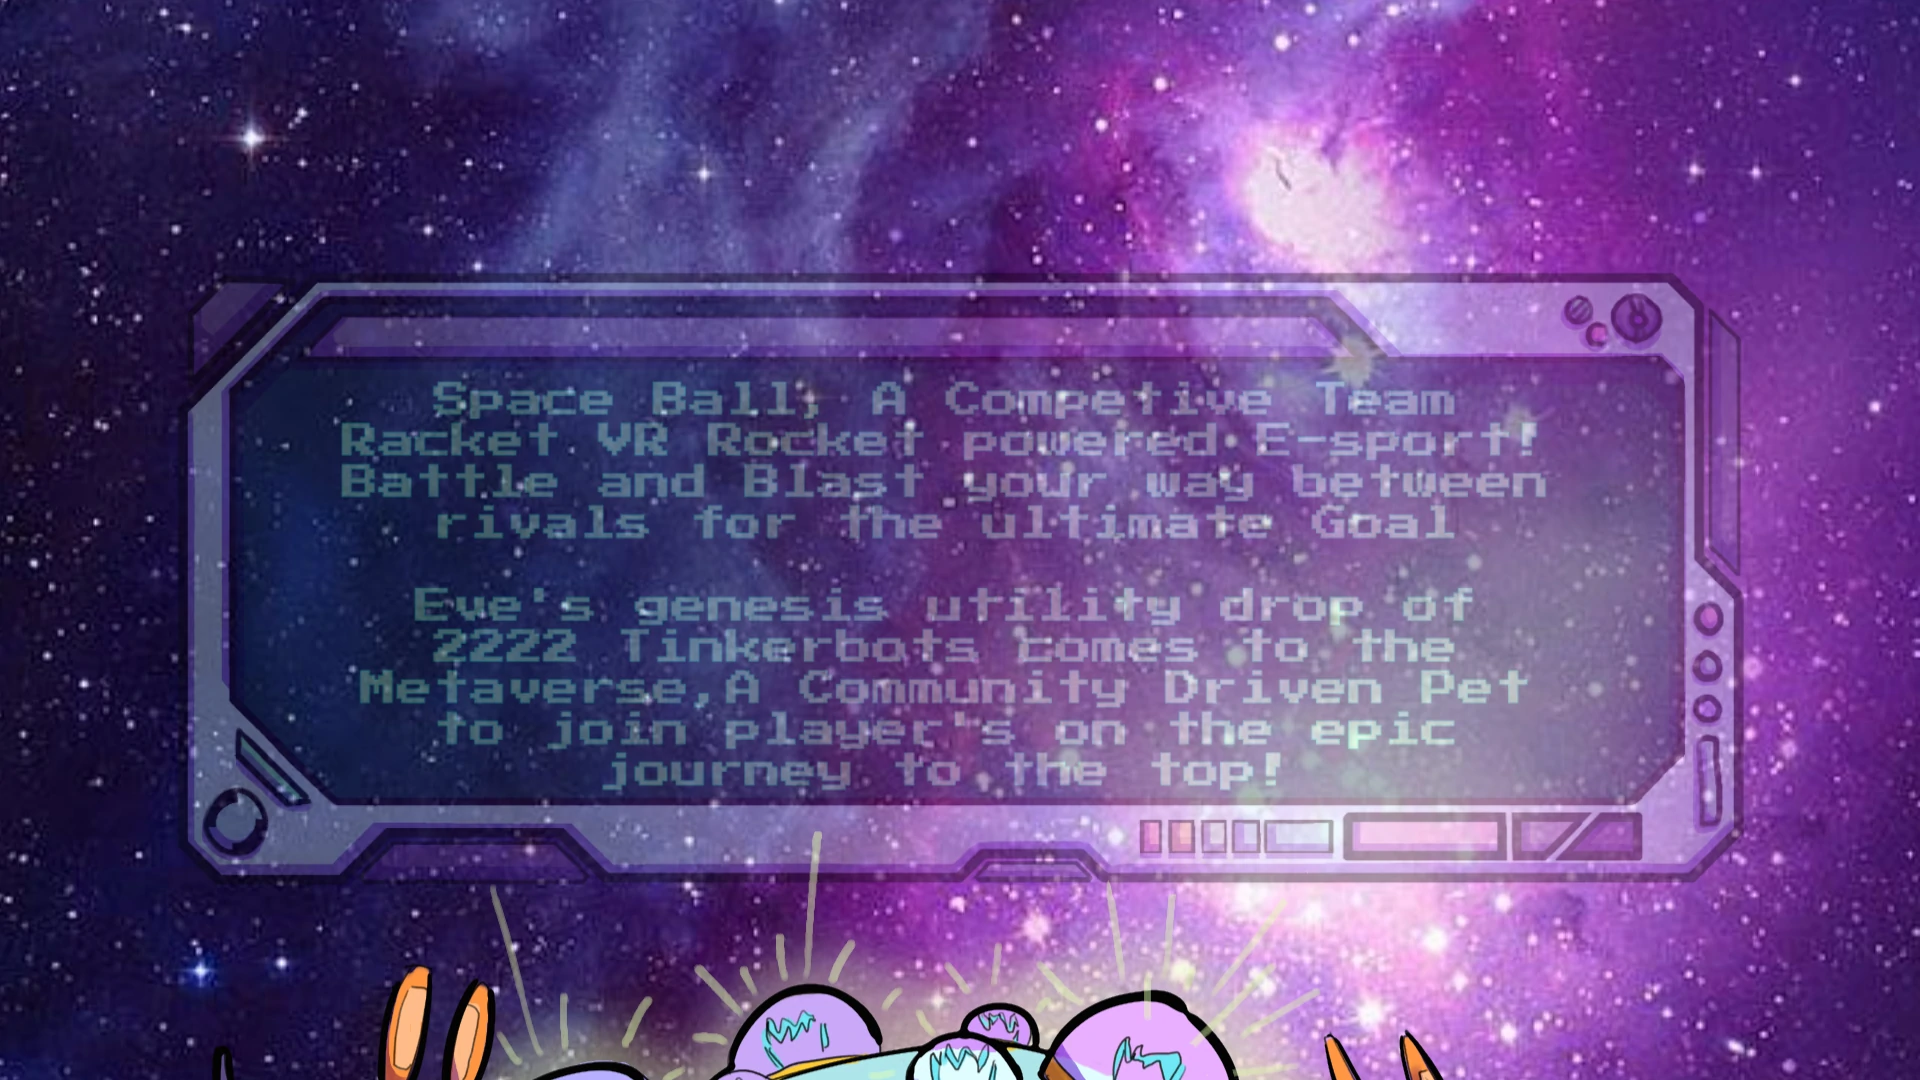 Space Ball, A Competive Team
Racket VR Rocket powered E-sport!
Battle and Blast your way between
rivals for the ultimate Goal
Eve's genesis utility drop of
2222 Tinkerbots comes to the
Metaverse,A Community Driven Pet
to join player's on the epic
journey to the top!